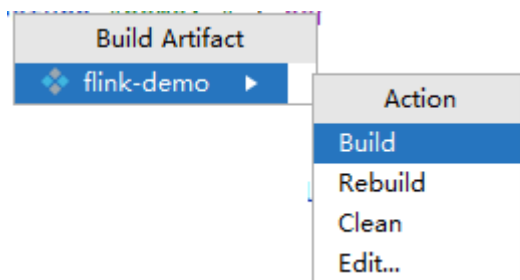 Build Artifact
flink-demo
Action
Build
Rebuild
Clean
Edit...